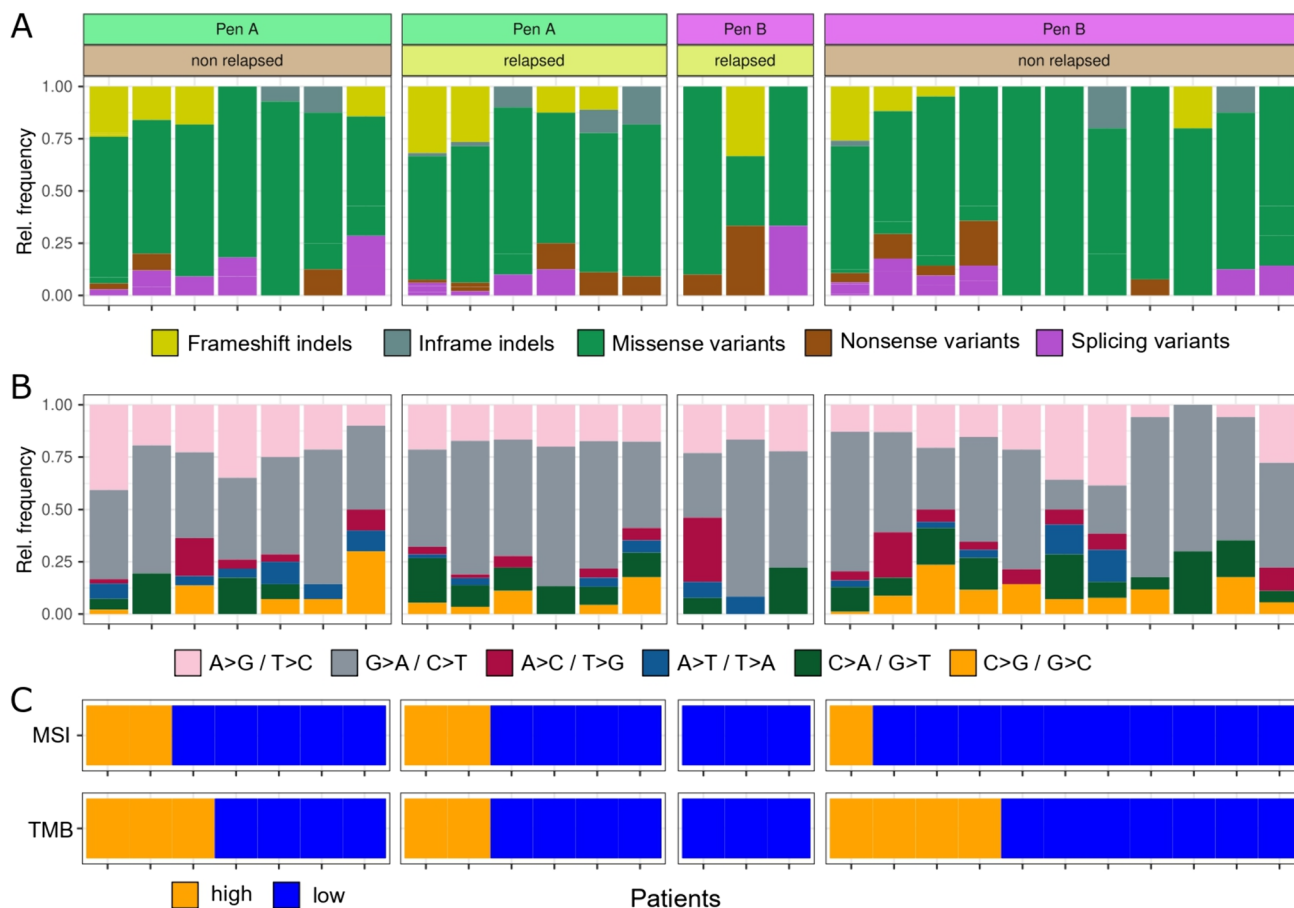 A
Pen A
Pen A
Pen B
Pen B
non relapsed
relapsed
relapsed
non relapsed
Rel. frequency
1.00
0.75
0.50
0.25
0.00
Frameshift indels
Inframe indels
Missense variants
Nonsense variants
Splicing variants
B
Rel. frequency
1.00
0.75
0.50
0.25
0.00
A>G / T>C
G>A / C>T
A>C / T>G
A>T / T>A
C>A / G>T
C>G / G>C
C
MSI
TMB
high
low
Patients